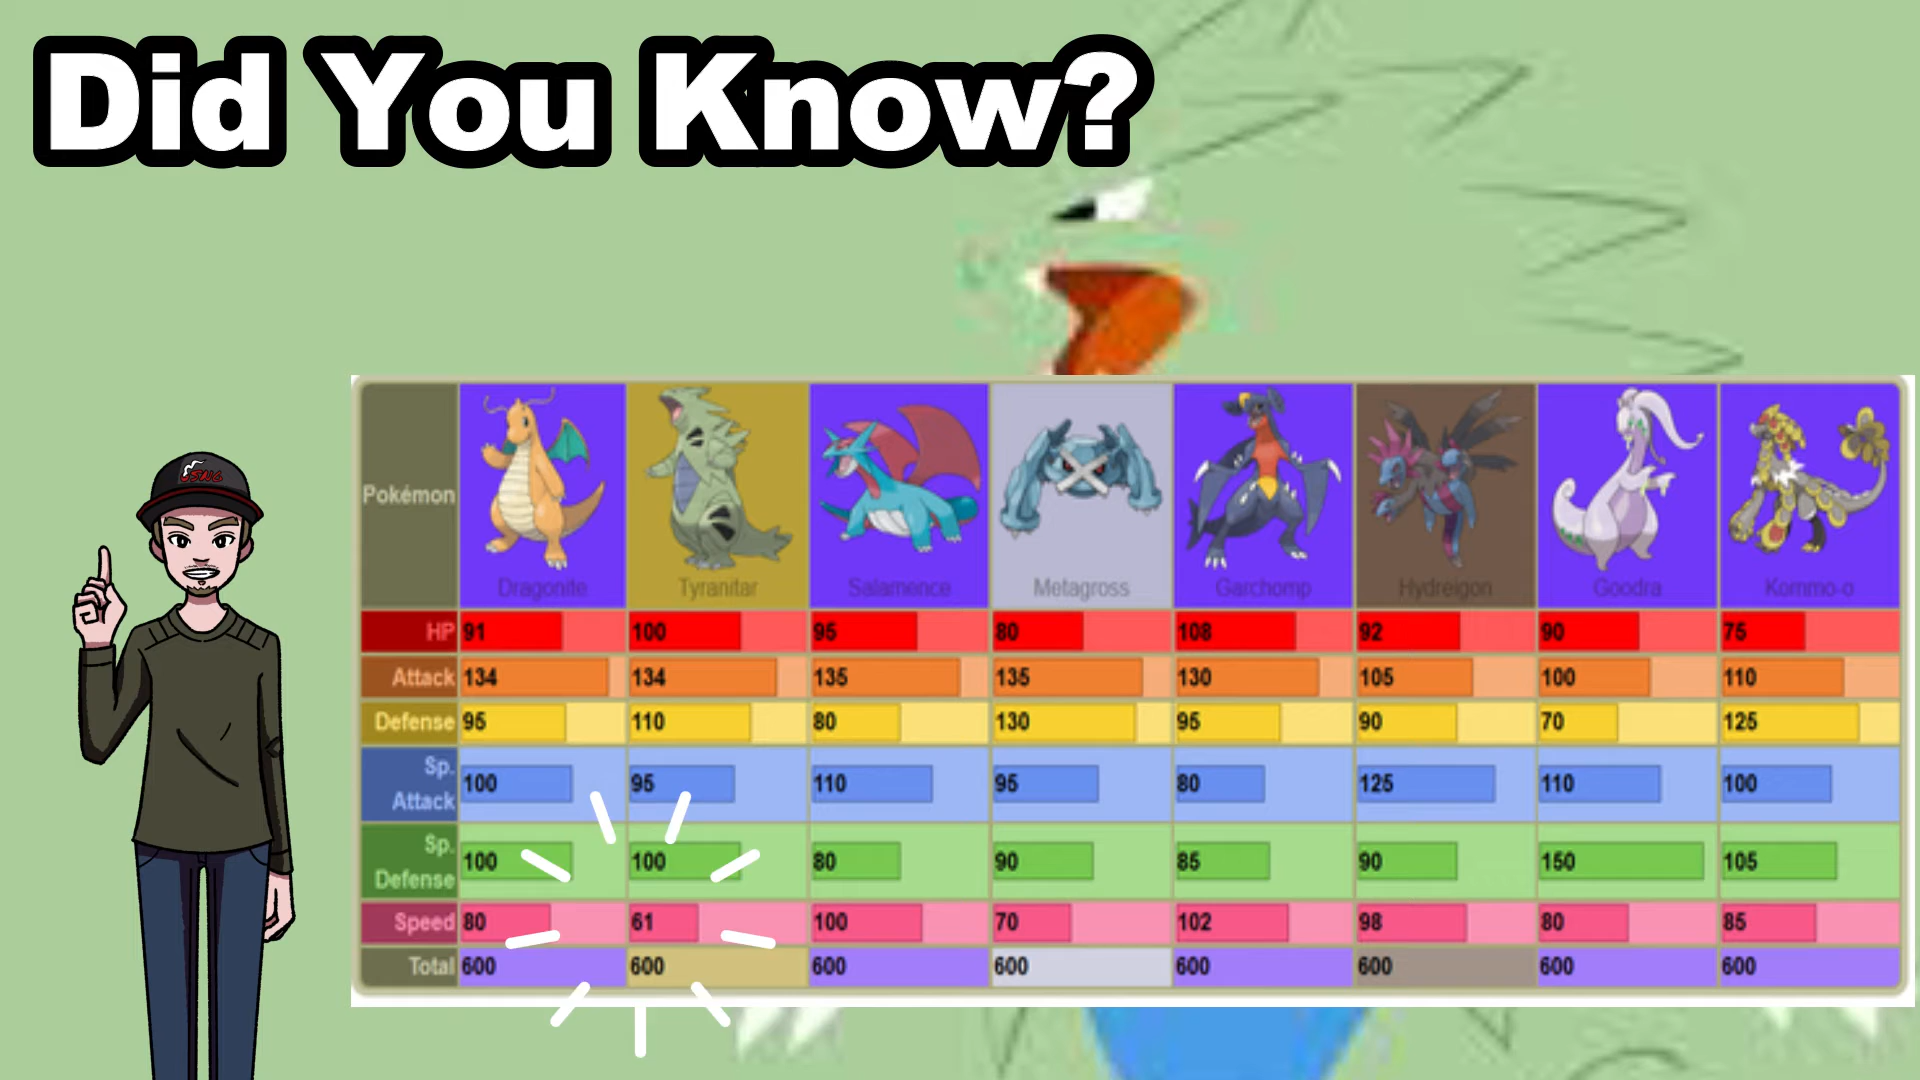 Did You Know?
SNG
Pokémon Dragonite Tyranitar Salamence Metagross Garchomp Hydreigon Goodra Kommo-o
HP 91 100 95 80 108 92 90 75
Attack 134 134 135 135 130 105 100 110
Defense 95 110 80 130 95 90 70 125
Sp. Attack 100 95 110 95 80 125 110 100
Sp. Defense 100 100 80 90 85 90 150 105
Speed 80 61 100 70 102 98 80 85
Total 600 600 600 600 600 600 600 600